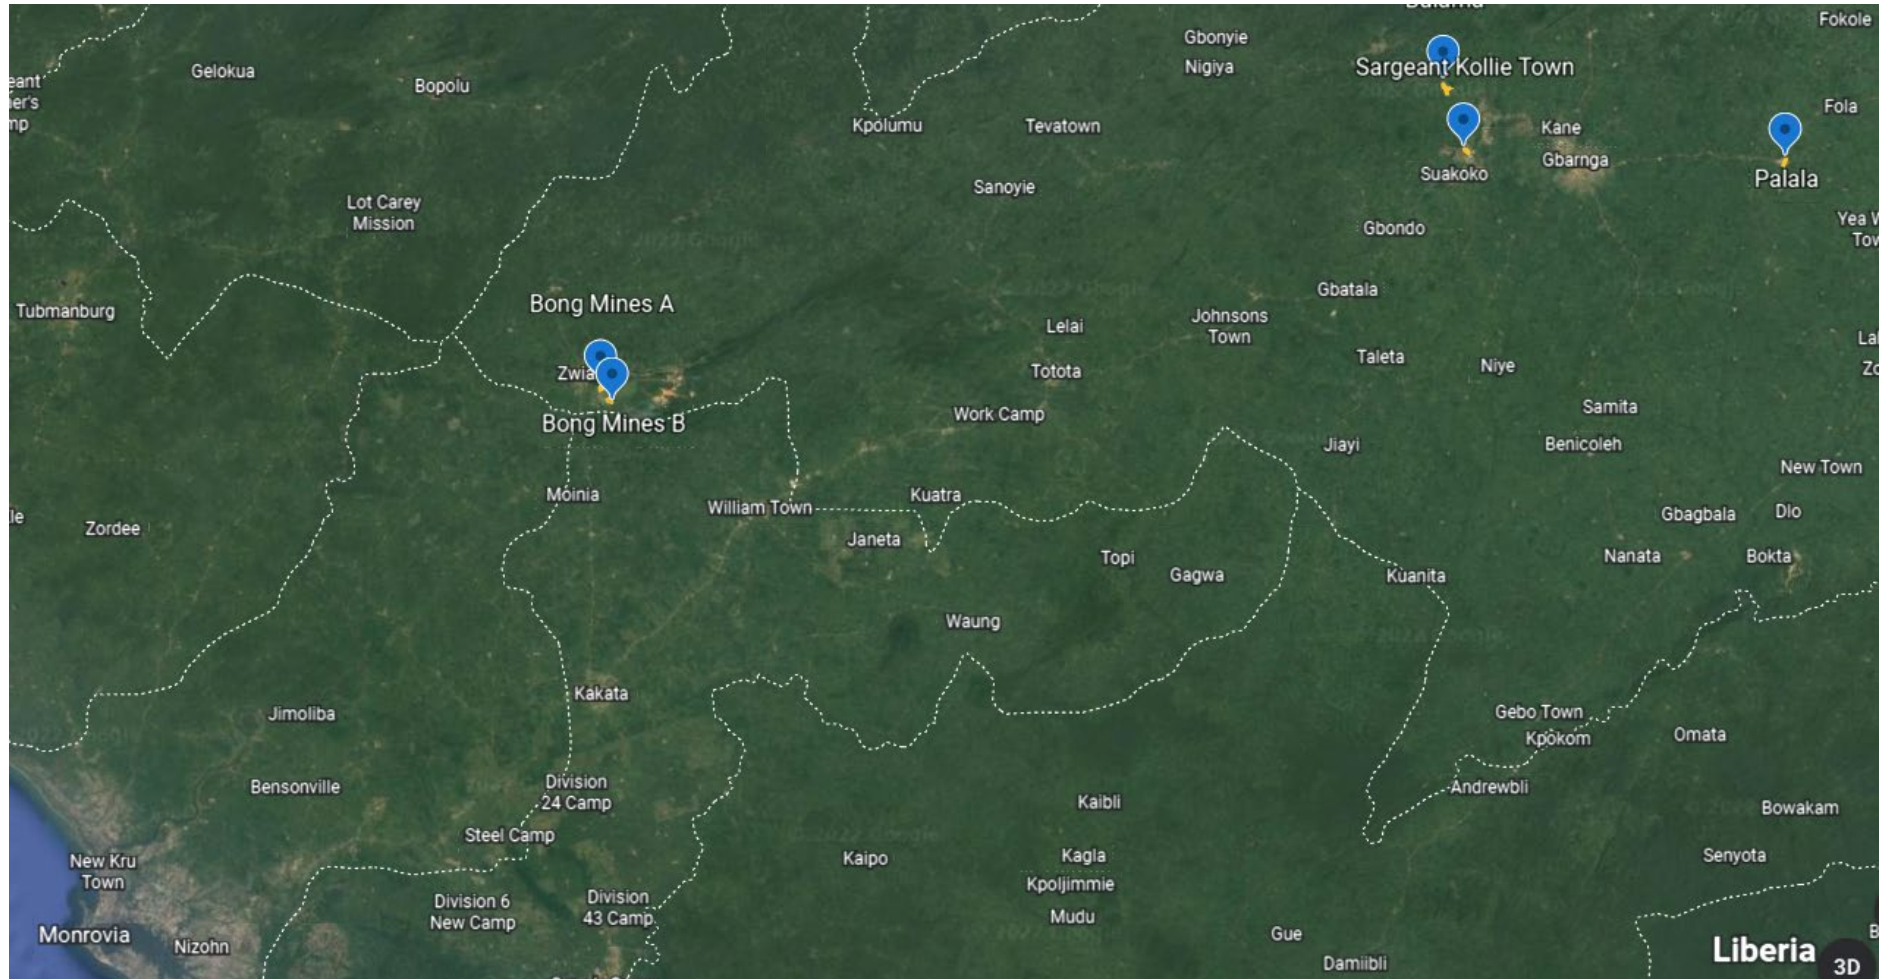 Fokole
Gbonyie
Nigiya
Sargeant Kollie Town
Gelokua
Bopolu
Fola
Kpolumu
Tevatown
Kane
Gbarnga
Suakoko
Palala
Sanoyie
Lot Carey
Mission
Gbondo
Gbatala
Bong Mines A
Tubmanburg
Johnsons
Town
Lelai
Taleta
Niye
Totota
Bong Mines B
Work Camp
Samita
Jiayi
Benicoleh
New Town
Moinia
Kuatra
William Town
Zordee
Gbagbala
Dlo
Janeta
Topi
Nanata
Bokta
Gagwa
Kuanita
Waung
Kakata
Jimoliba
Gebo Town
Kpokom
Omata
Bensonville
Division
24 Camp
Andrewbli
Kaibli
Bowakam
Steel Camp
New Kru
Town
Kaipo
Kagla
Senyota
Kpoljimmie
Division 6
New Camp
Division
43 Camp
Mudu
Monrovia
Nizohn
Gue
Damiibli
Liberia
3D